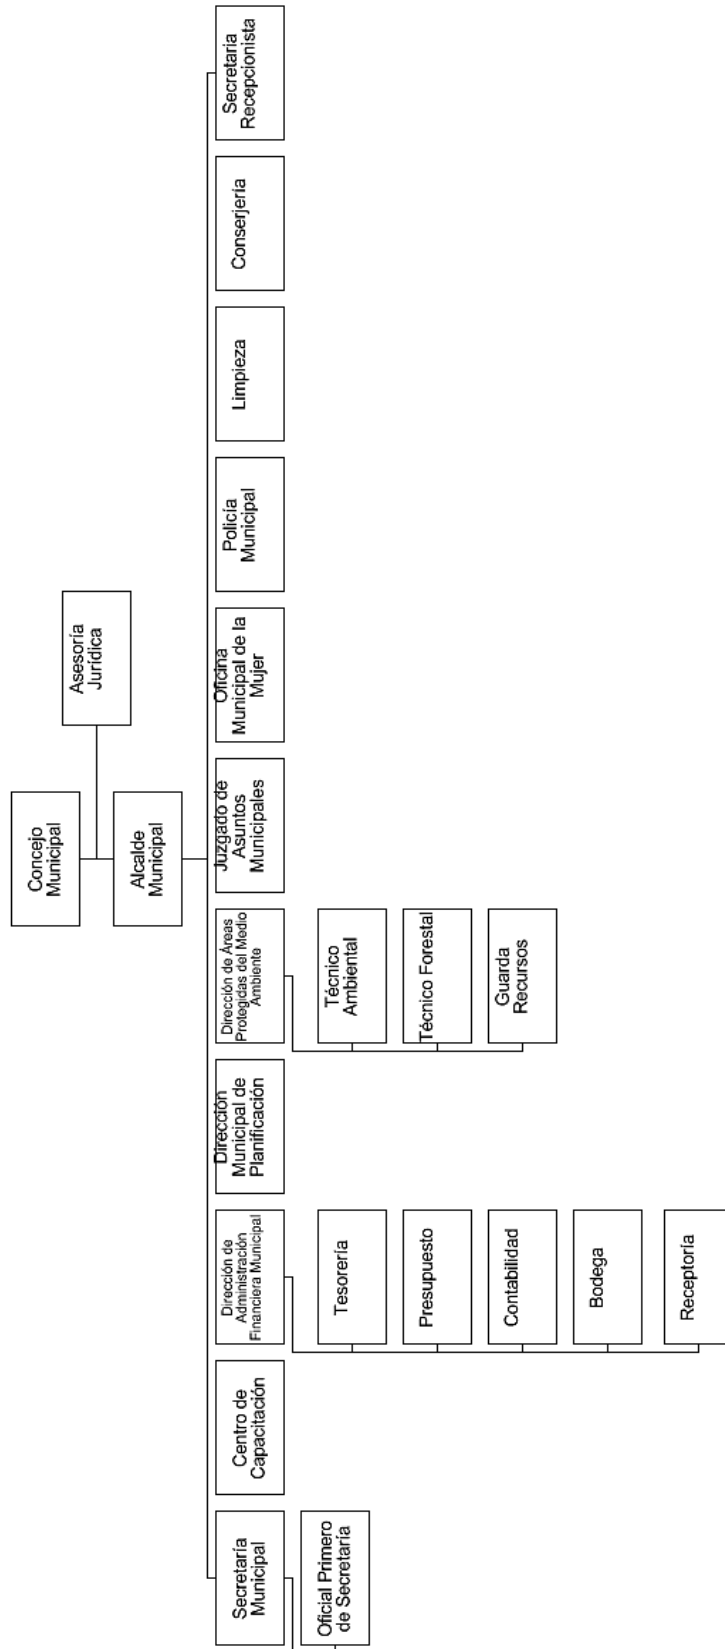 Concejo
Municipal
Asesoría
Jurídica
Alcalde
Municipal
Secretaría
Municipal
Centro de
Capacitación
Dirección de
Administración
Financiera Municipal
Dirección
Municipal de
Planificación
Dirección de Áreas
Protegidas del Medio
Ambiente
Juzgado de
Asuntos
Municipales
Oficina
Municipal de la
Mujer
Policía
Municipal
Limpieza
Conserjería
Secretaria
Recepcionista
Oficial Primero
de Secretaría
Tesorería
Presupuesto
Contabilidad
Bodega
Receptoría
Técnico
Ambiental
Técnico Forestal
Guarda
Recursos